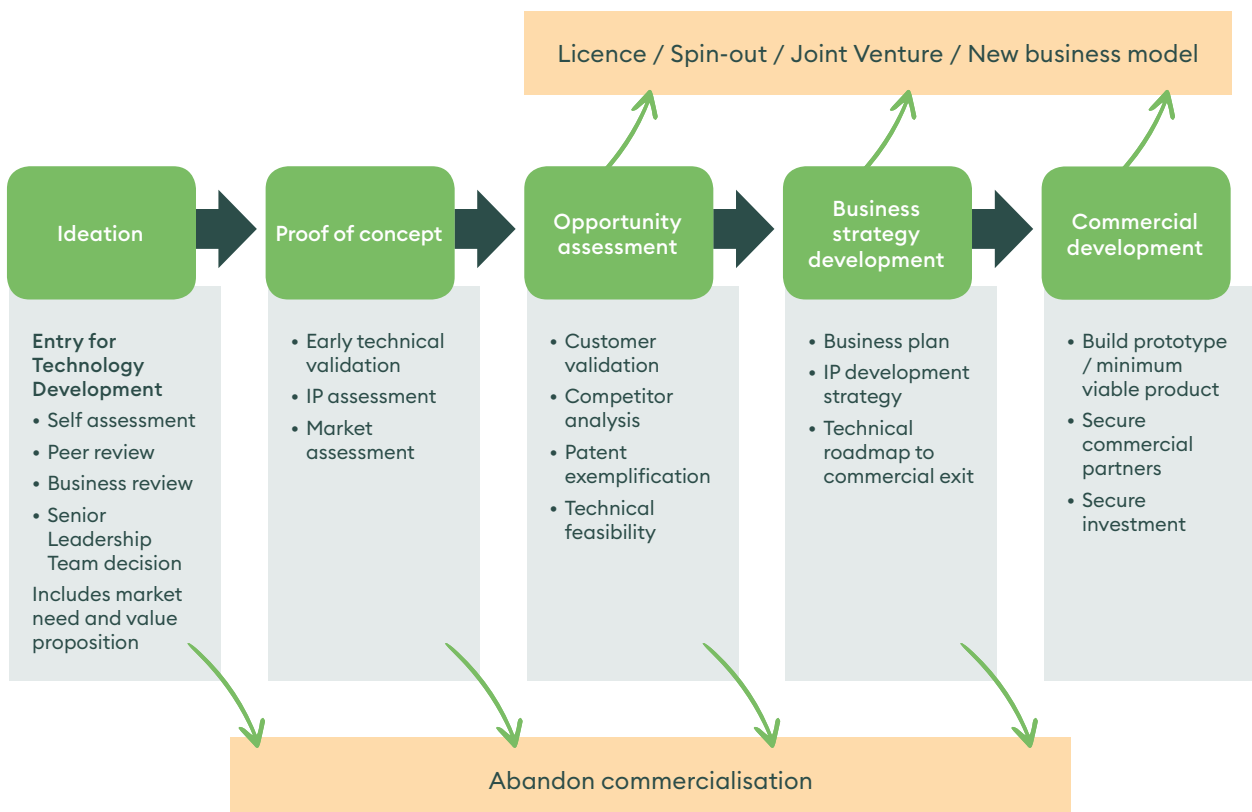 Licence / Spin-out / Joint Venture / New business model
Ideation
Entry for
Technology
Development
• Self assessment
• Peer review
• Business review
• Senior
Leadership
Team decision
Includes market
need and value
proposition
Proof of concept
• Early technical
validation
• IP assessment
• Market
assessment
Opportunity
assessment
• Customer
validation
• Competitor
analysis
• Patent
exemplification
• Technical
feasibility
Business
strategy
development
• Business plan
• IP development
strategy
• Technical
roadmap to
commercial exit
Commercial
development
• Build prototype
/ minimum
viable product
• Secure
commercial
partners
• Secure
investment
Abandon commercialisation